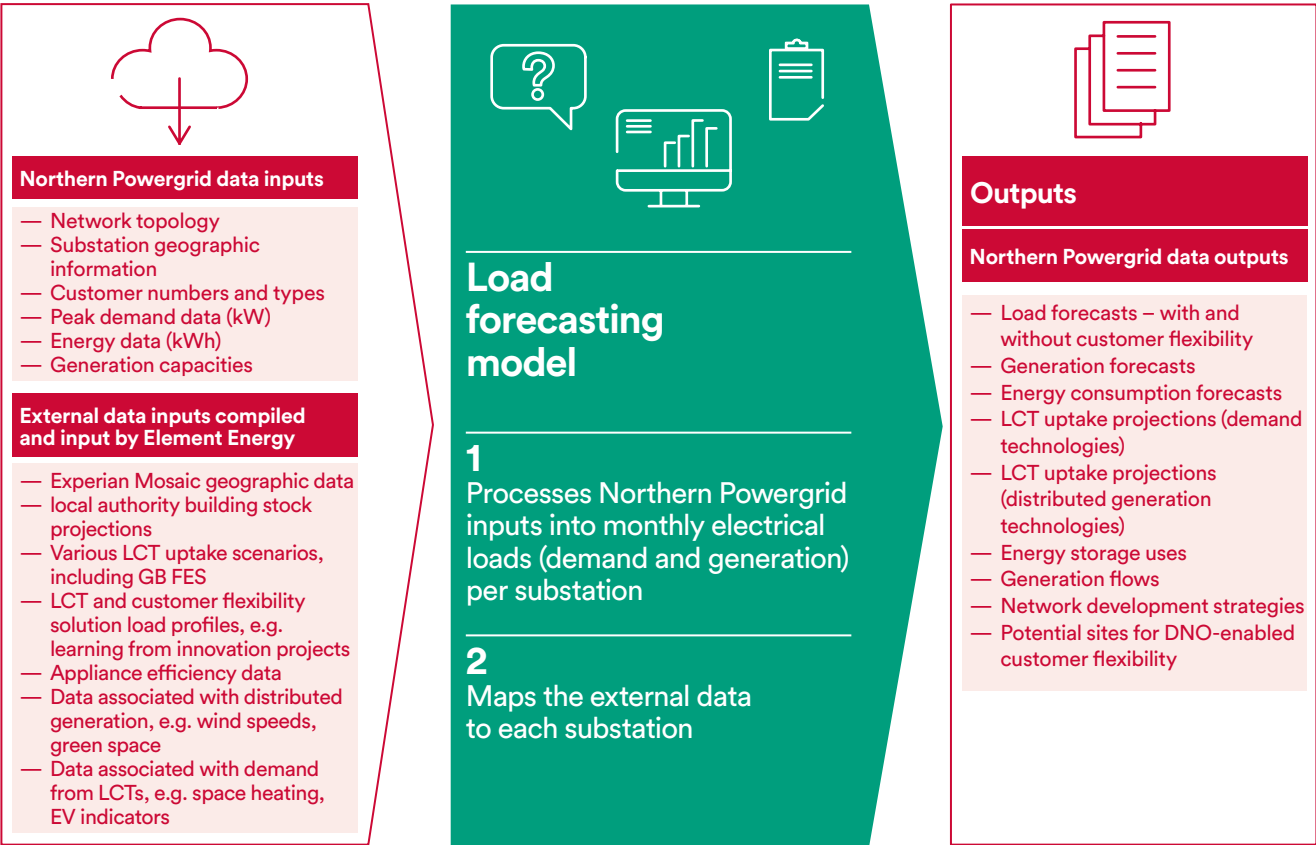 Northern Powergrid data inputs
— Network topology
— Substation geographic
information
— Customer numbers and types
— Peak demand data (kW)
— Energy data (kWh)
— Generation capacities
External data inputs compiled
and input by Element Energy
— Experian Mosaic geographic data
— local authority building stock
projections
— Various LCT uptake scenarios,
including GB FES
— LCT and customer flexibility
solution load profiles, e.g.
learning from innovation projects
— Appliance efficiency data
— Data associated with distributed
generation, e.g. wind speeds,
green space
— Data associated with demand
from LCTs, e.g. space heating,
EV indicators
?
Load
forecasting
model
1
Processes Northern Powergrid
inputs into monthly electrical
loads (demand and generation)
per substation
2
Maps the external data
to each substation
Outputs
Northern Powergrid data outputs
— Load forecasts – with and
without customer flexibility
— Generation forecasts
— Energy consumption forecasts
— LCT uptake projections (demand
technologies)
— LCT uptake projections
(distributed generation
technologies)
— Energy storage uses
— Generation flows
— Network development strategies
— Potential sites for DNO-enabled
customer flexibility